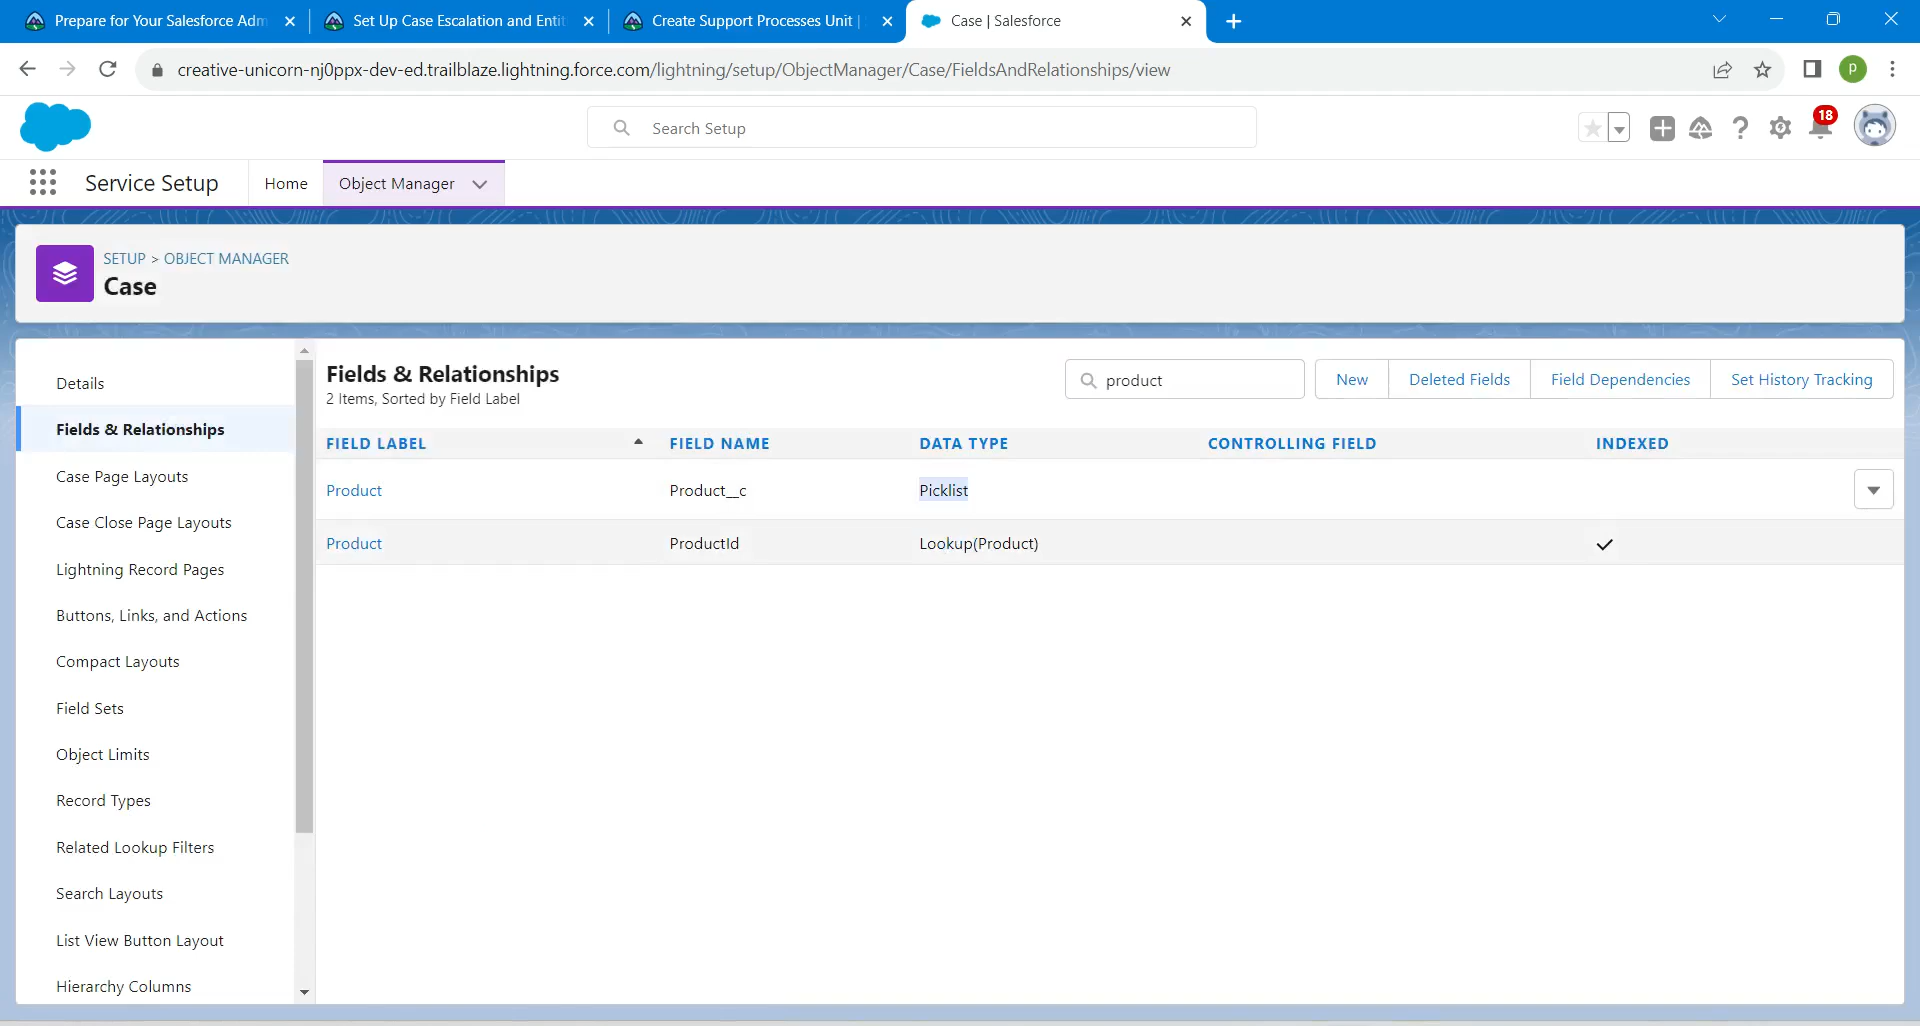 Prepare for Your Salesforce Adm
Set Up Case Escalation and Entit
Create Support Processes Unit |
Case | Salesforce
creative-unicorn-nj0ppx-dev-ed.trailblaze.lightning.force.com/lightning/setup/ObjectManager/Case/FieldsAndRelationships/view
p
Search Setup
18
Service Setup
Home
Object Manager
SETUP > OBJECT MANAGER
Case
Details
Fields & Relationships
Case Page Layouts
Case Close Page Layouts
Lightning Record Pages
Buttons, Links, and Actions
Compact Layouts
Field Sets
Object Limits
Record Types
Related Lookup Filters
Search Layouts
List View Button Layout
Hierarchy Columns
Fields & Relationships
2 Items, Sorted by Field Label
product
New
Deleted Fields
Field Dependencies
Set History Tracking
FIELD LABEL FIELD NAME DATA TYPE CONTROLLING FIELD INDEXED
Product Product__c Picklist
Product ProductId Lookup(Product)